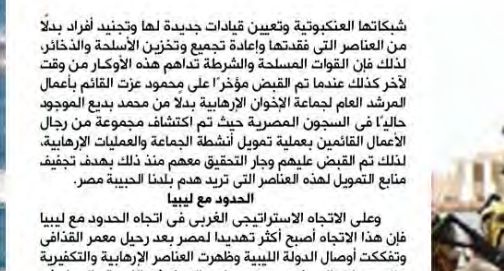 شبكاتها العنكبوتية وتعيين قيادات جديدة لها وتجنيد أفراد بدلًا
من العناصر التى فقدتها وإعادة تجميع وتخزين الأسلحة والذخائر،
لذلك فإن القوات المسلحة والشرطة تداهم هذه الأوكار من وقت
لآخر كذلك عندما تم القبض مؤخرًا على محمود عزت القائم بأعمال
المرشد العام لجماعة الإخوان الإرهابية بدلًا من محمد بديع الموجود
حاليًا فى السجون المصرية حيث تم اكتشاف مجموعة من رجال
الأعمال القائمين بعملية تمويل أنشطة الجماعة والعمليات الإرهابية،
لذلك تم القبض عليهم وجار التحقيق معهم منذ ذلك بهدف تجفيف
منابع التمويل لهذه العناصر التى تريد هدم بلدنا الحبيبة مصر.
الحدود مع ليبيا
وعلى الاتجاه الاستراتيجى الغربى فى اتجاه الحدود مع ليبيا
فإن هذا الاتجاه أصبح أكثر تهديدا لمصر بعد رحيل معمر القذافى
وتفككت أوصال الدولة الليبية وظهرت العناصر الإرهابية والتكفيرية